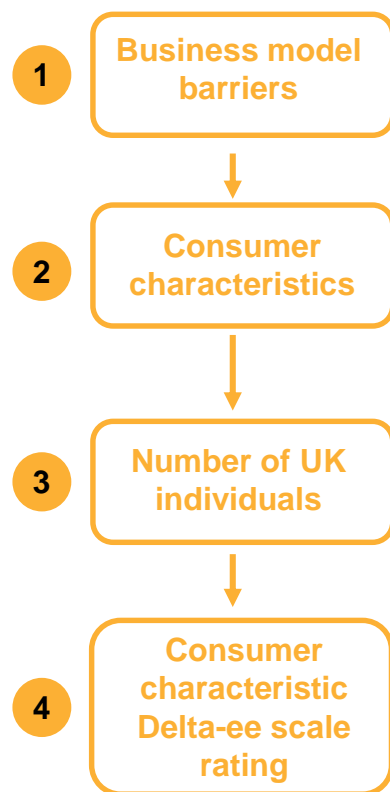 1
Business model
barriers
2
Consumer
characteristics
3
Number of UK
individuals
4
Consumer
characteristic
Delta-ee scale
rating